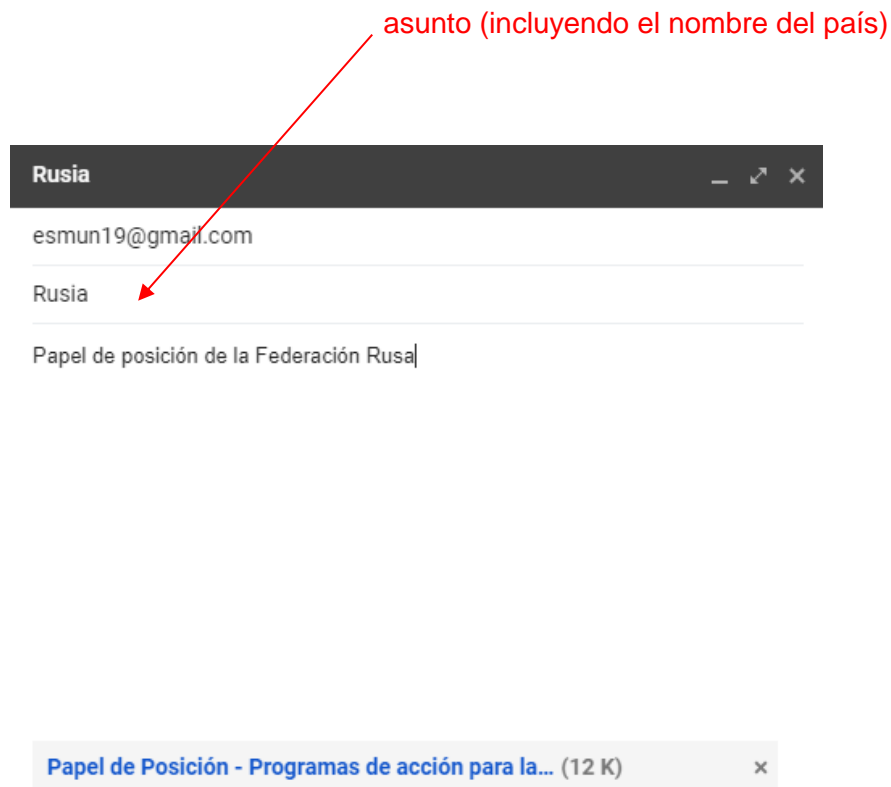 asunto (incluyendo el nombre del país)
Rusia
esmun19@gmail.com
Rusia
Papel de posición de la Federación Rusa
Papel de Posición - Programas de acción para la... (12 K)